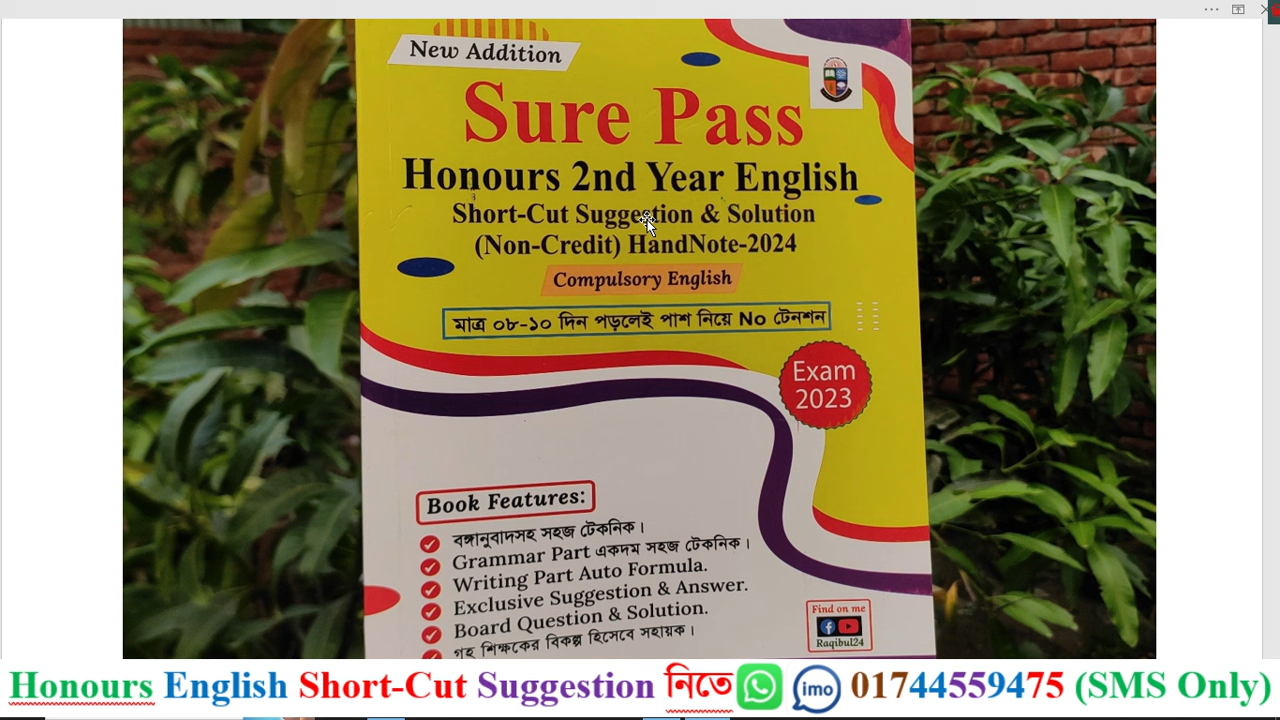 New Addition
Sure Pass
Honours 2nd Year English
Short-Cut Suggestion & Solution
(Non-Credit) HandNote-2024
Compulsory English
মাত্র ০৮-১০ দিন পড়লেই পাশ নিয়ে No টেনশন
Exam
2023
Book Features:
বঙ্গানুবাদসহ সহজ টেকনিক।
Grammar Part একদম সহজ টেকনিক।
Writing Part Auto Formula.
Exclusive Suggestion & Answer.
Board Question & Solution.
গৃহ শিক্ষকের বিকল্প হিসেবে সহায়ক।
Find on me
Raqibul24
Honours English Short-Cut Suggestion নিতে imo 01744559475 (SMS Only)